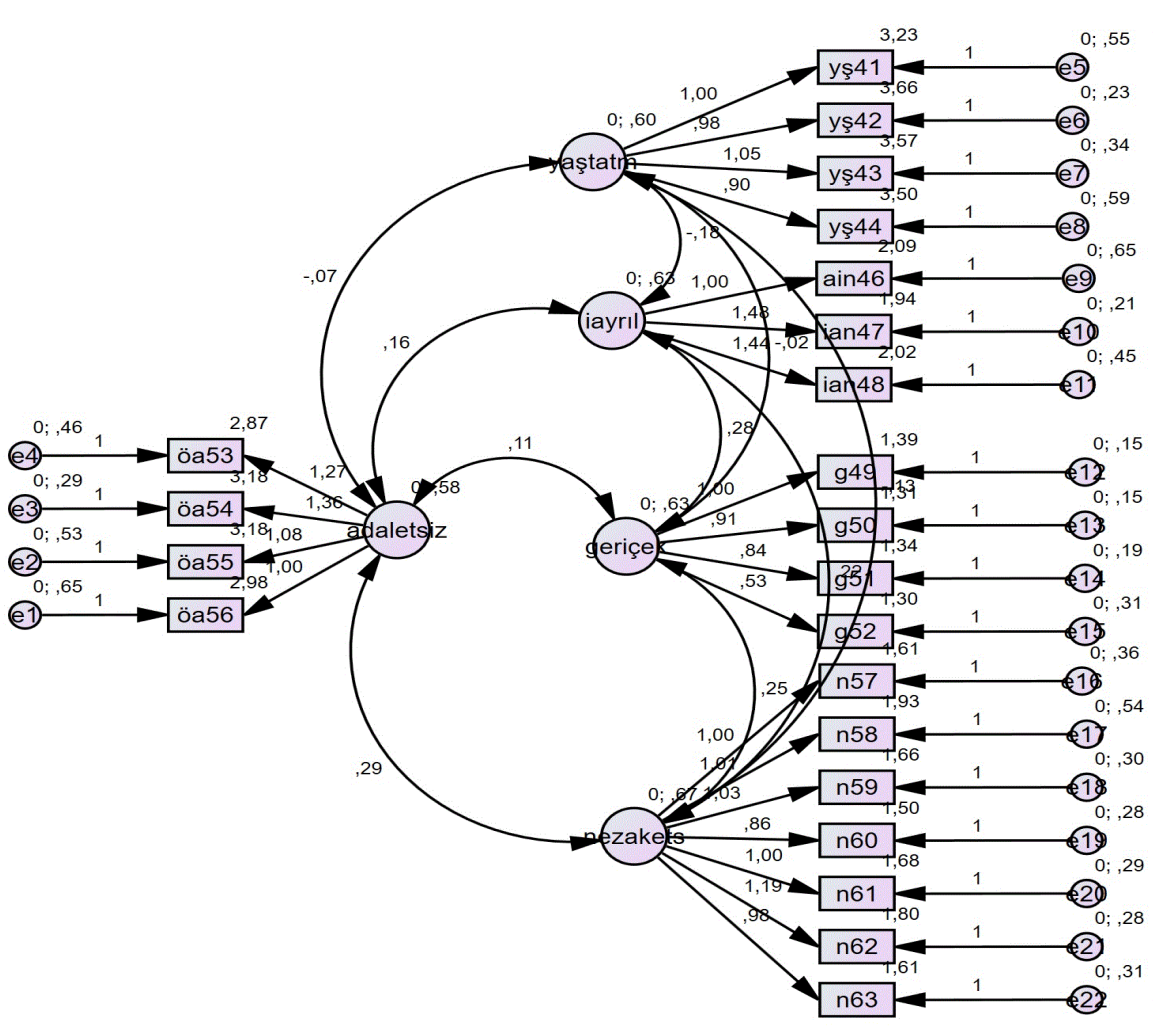 3,23
0; ,55
yş41
1
e5
1,00
3,66
0; ,23
0; ,60
,98
yş42
1
e6
yaştatm
3,57
0; ,34
1,05
yş43
1
e7
,90
3,50
0; ,59
yş44
1
e8
-,18
2,09
0; ,65
-,07
0; ,63
1,00
ain46
1
e9
1,94
0; ,21
iayrıl
1,48
ian47
1
e10
,16
1,44
-,02
2,02
0; ,45
ian48
1
e11
0; ,46
1
2,87
,28
1,39
0; ,15
e4
öa53
1,27
,11
g49
1
e12
0; ,29
1
3,18
1,36
0; ,58
0; ,63
1,00
,13
1,31
0; ,15
e3
öa54
adaletsiz
,91
g50
1
e13
0; ,53
1
3,18
1,08
geriçek
,84
1,34
0; ,19
e2
öa55
1,00
,22
g51
1
e14
0; ,65
1
2,98
,53
1,30
0; ,31
e1
öa56
g52
1
e15
1,61
0; ,36
,25
n57
1
e16
1,93
0; ,54
1,00
n58
1
e17
,29
1,01
1,66
0; ,30
0; ,67
1,03
n59
1
e18
nezakets
,86
1,50
0; ,28
n60
1
e19
1,00
1,68
0; ,29
1,19
n61
1
e20
,98
1,80
0; ,28
n62
1
e21
1,61
0; ,31
n63
1
e22